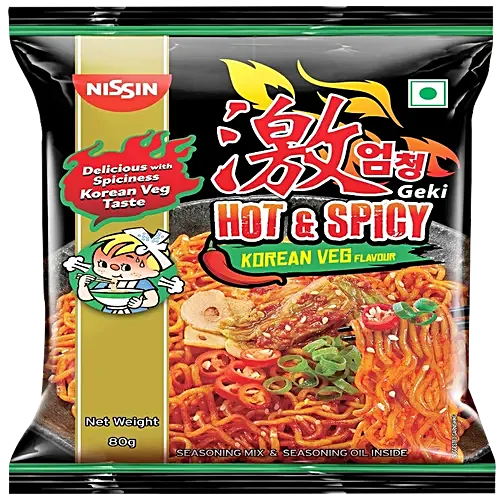 NISSIN
Delicious with
Spiciness
Korean Veg
Taste
激
엄청
Geki
HOT & SPICY
KOREAN VEG FLAVOUR
Net Weight
80g
SEASONING MIX & SEASONING OIL INSIDE